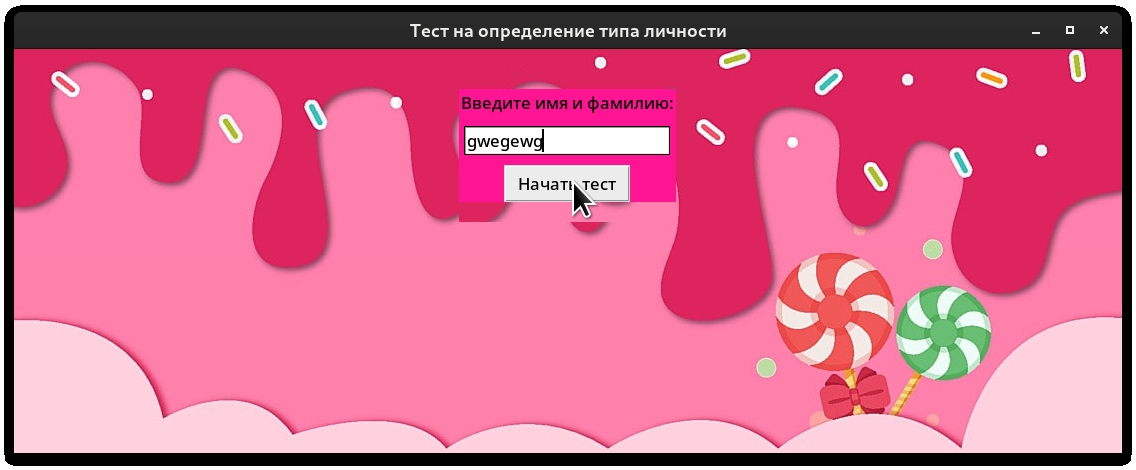 Тест на определение типа личности
Введите имя и фамилию:
gwegewg
Начать тест